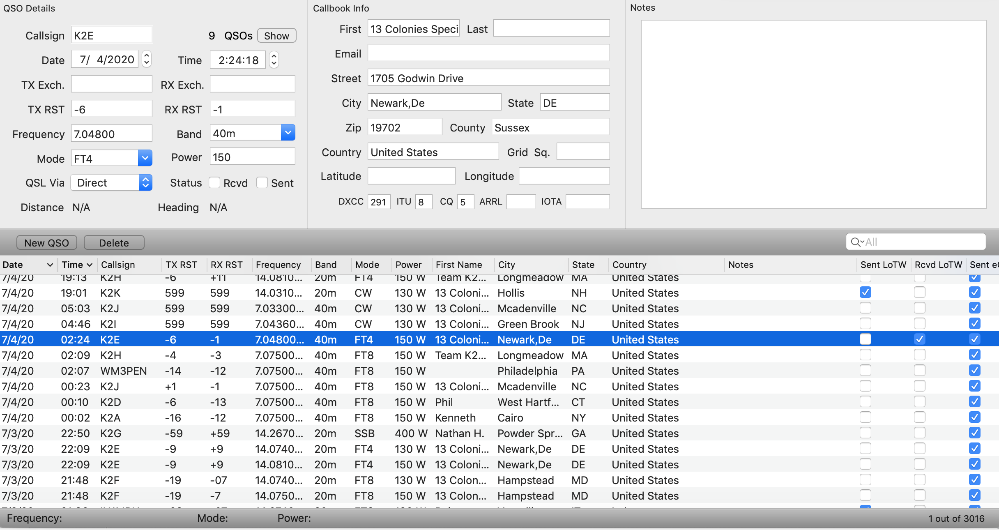 QSO Details
Callsign K2E 9 QSOs Show
Date 7/ 4/2020 Time 2:24:18
TX Exch. RX Exch.
TX RST -6 RX RST -1
Frequency 7.04800 Band 40m
Mode FT4 Power 150
QSL Via Direct Status Rcvd Sent
Distance N/A Heading N/A
Callbook Info
First 13 Colonies Speci Last
Email
Street 1705 Godwin Drive
City Newark,De State DE
Zip 19702 County Sussex
Country United States Grid Sq.
Latitude Longitude
DXCC 291 ITU 8 CQ 5 ARRL IOTA
Notes
New QSO Delete All
Date Time Callsign TX RST RX RST Frequency Band Mode Power First Name City State Country Notes Sent LoTW Rcvd LoTW Sent eQ
7/4/20 19:13 K2H -6 +11 14.0810... 20m FT4 150 W Team K2... Longmeadow MA United States
7/4/20 19:01 K2K 599 599 14.0310... 20m CW 130 W 13 Coloni... Hollis NH United States
7/4/20 05:03 K2J 599 599 7.03300... 40m CW 130 W 13 Coloni... Mcadenville NC United States
7/4/20 04:46 K2I 599 599 7.04360... 40m CW 130 W 13 Coloni... Green Brook NJ United States
7/4/20 02:24 K2E -6 -1 7.04800... 40m FT4 150 W 13 Coloni... Newark,De DE United States
7/4/20 02:09 K2H -4 -3 7.07500... 40m FT8 150 W Team K2... Longmeadow MA United States
7/4/20 02:07 WM3PEN -14 -12 7.07500... 40m FT8 150 W Philadelphia PA United States
7/4/20 00:23 K2J +1 -1 7.07500... 40m FT8 150 W 13 Coloni... Mcadenville NC United States
7/4/20 00:10 K2D -6 -13 7.07500... 40m FT8 150 W Phil West Hartf... CT United States
7/4/20 00:02 K2A -16 -12 7.07500... 40m FT8 150 W Kenneth Cairo NY United States
7/3/20 22:50 K2G -59 +59 14.2670... 20m SSB 400 W Nathan H. Powder Spr... GA United States
7/3/20 22:09 K2E -9 +9 14.0740... 20m FT4 130 W 13 Coloni... Newark,De DE United States
7/3/20 22:09 K2E -9 +9 14.0810... 20m FT4 150 W 13 Coloni... Newark,De DE United States
7/3/20 21:48 K2F -19 -07 14.0740... 20m FT8 130 W 13 Colon... Hampstead MD United States
7/3/20 21:48 K2F -19 -7 14.0750... 20m FT8 150 W 13 Colon... Hampstead MD United States
Frequency: Mode: Power: 1 out of 3016